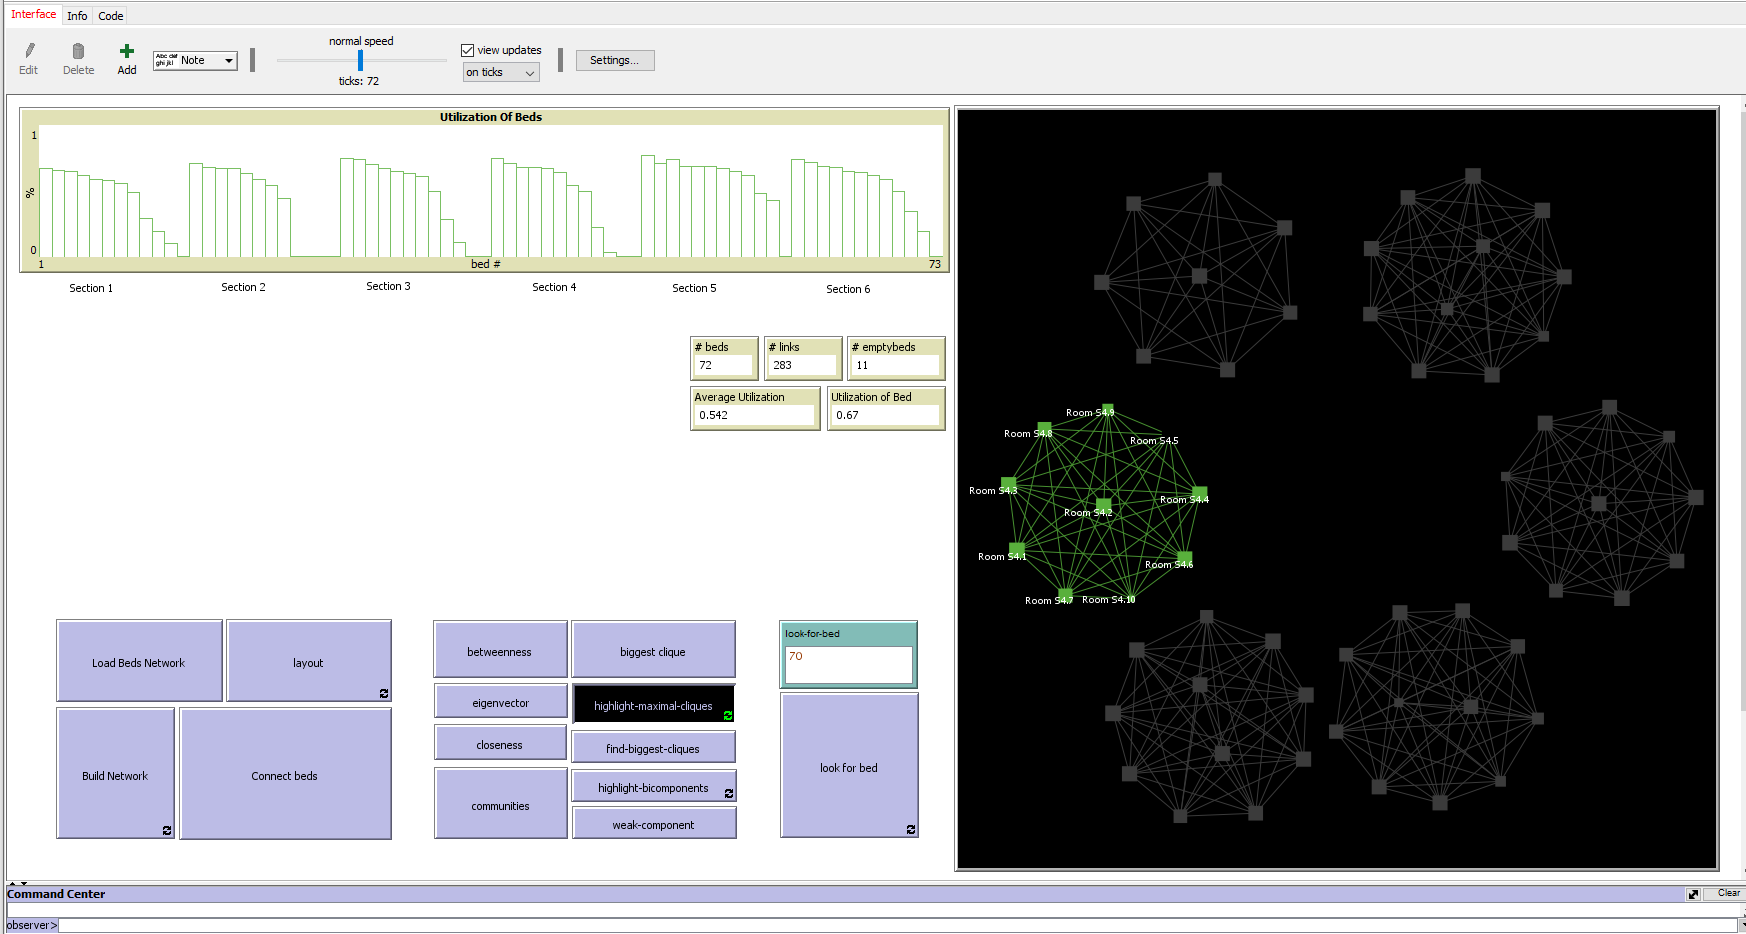 Interface Info Code
Edit Delete Add
Abc def
ghi jkl Note
normal speed
ticks: 72
view updates
on ticks
Settings...
Utilization Of Beds
1
%
0
1 bed # 73
Section 1 Section 2 Section 3 Section 4 Section 5 Section 6
# beds
72
# links
283
# emptybeds
11
Average Utilization
0.542
Utilization of Bed
0.67
Room S4.9
Room S4.8
Room S4.5
Room S4.3
Room S4.4
Room S4.2
Room S4.1
Room S4.6
Room S4.7
Room S4.10
Load Beds Network
layout
Build Network
Connect beds
betweenness
biggest clique
eigenvector
highlight-maximal-cliques
closeness
find-biggest-cliques
communities
highlight-bicomponents
weak-component
look-for-bed
70
look for bed
Command Center
Clear
observer>